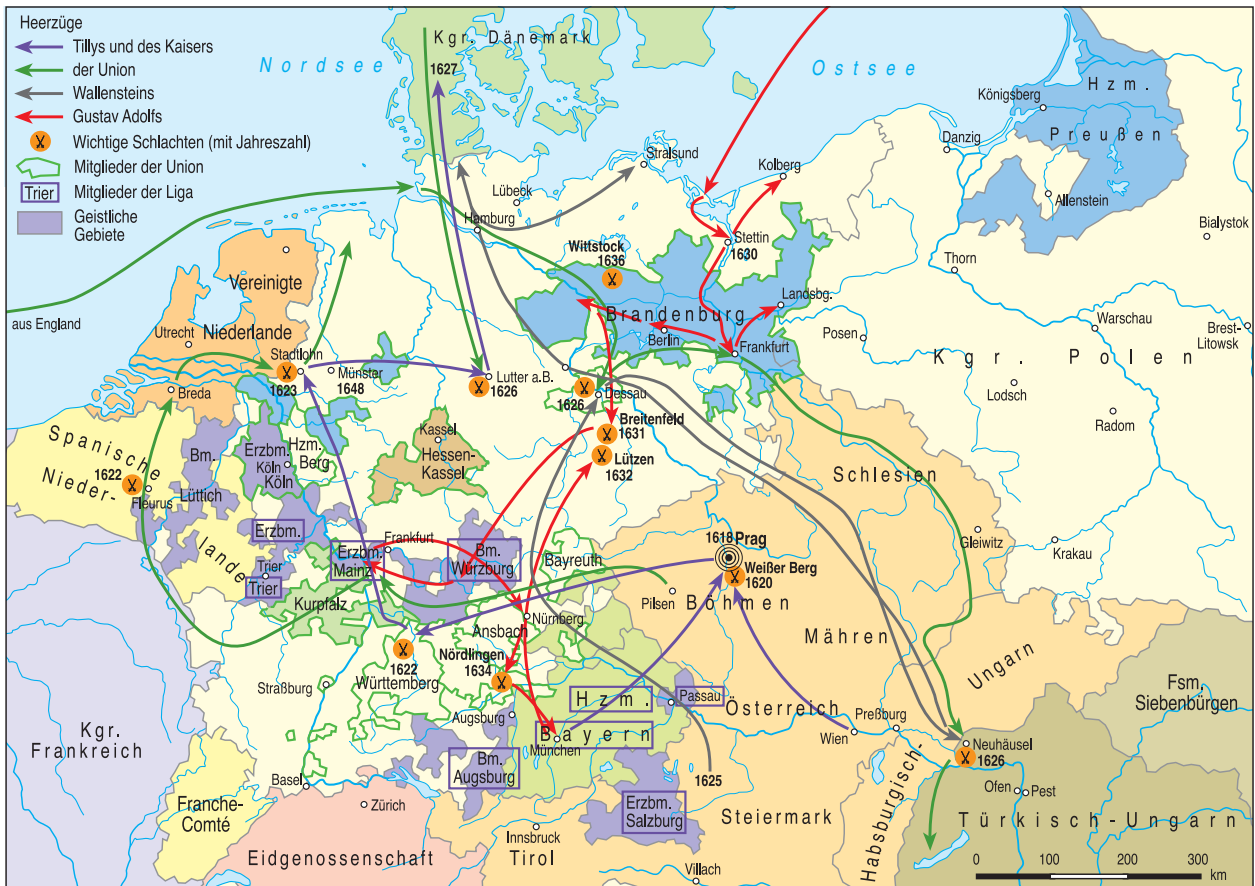 Heerzüge
Tillys und des Kaisers
der Union
Wallensteins
Gustav Adolfs
Wichtige Schlachten (mit Jahreszahl)
Mitglieder der Union
Trier Mitglieder der Liga
Geistliche
Gebiete
Nordsee
Kgr. Dänemark
1627
Ostsee
Königsberg
Hzm.
Preußen
Danzig
Allenstein
Bialystok
Stralsund
Kolberg
Lübeck
Hamburg
Stettin
1630
Wittstock
1636
Thorn
Landsbg.
Brandenburg
Berlin
Frankfurt
Posen
Warschau
Brest-
Litowsk
Kgr. Polen
Lodsch
Radom
aus England
Vereinigte
Niederlande
Utrecht
Stadtlohn
1623
Münster
1648
Breda
Lutter a.B.
1626
Dessau
1626
Breitenfeld
1631
Lützen
1632
Kassel
Hessen-
Kassel
Spanische
Nieder-
lande
1622
Fleurus
Bm.
Lüttich
Erzbm.
Köln
Köln
Hzm.
Berg
Erzbm.
Trier
Trier
Schlesien
Gleiwitz
Krakau
Frankfurt
Erzbm.
Mainz
Bm.
Würzburg
Bayreuth
1618 Prag
Weißer Berg
1620
Pilsen
Böhmen
Mähren
Kurpfalz
Nürnberg
Ansbach
Nördlingen
1634
1622
Württemberg
Straßburg
Augsburg
Hzm.
Bayern
München
Passau
Österreich
Wien
Preßburg
Ungarn
Fsm.
Siebenbürgen
Neuhäusel
1626
Ofen
Pest
Türkisch-Ungarn
Habsburgisch-
Kgr.
Frankreich
Franche-
Comté
Basel
Zürich
Eidgenossenschaft
Bm.
Augsburg
1625
Erzbm.
Salzburg
Steiermark
Innsbruck
Tirol
Villach
0 100 200 300
km